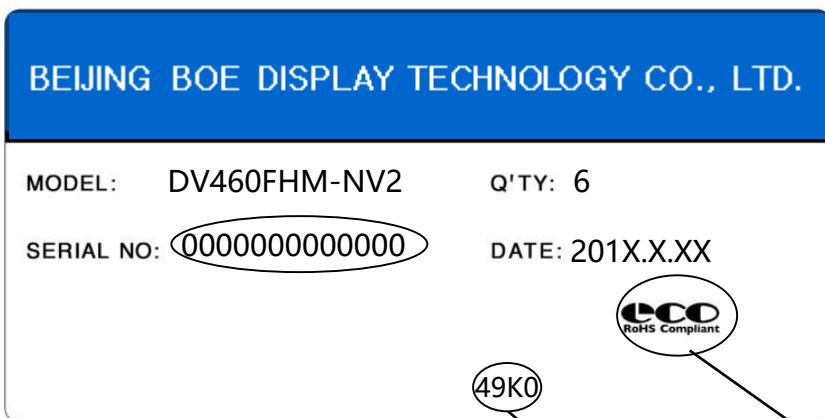 BEIJING BOE DISPLAY TECHNOLOGY CO., LTD.
MODEL: DV460FHM-NV2 Q'TY: 6
SERIAL NO: 0000000000000 DATE: 201X.X.XX
eco
RoHS Compliant
49K0